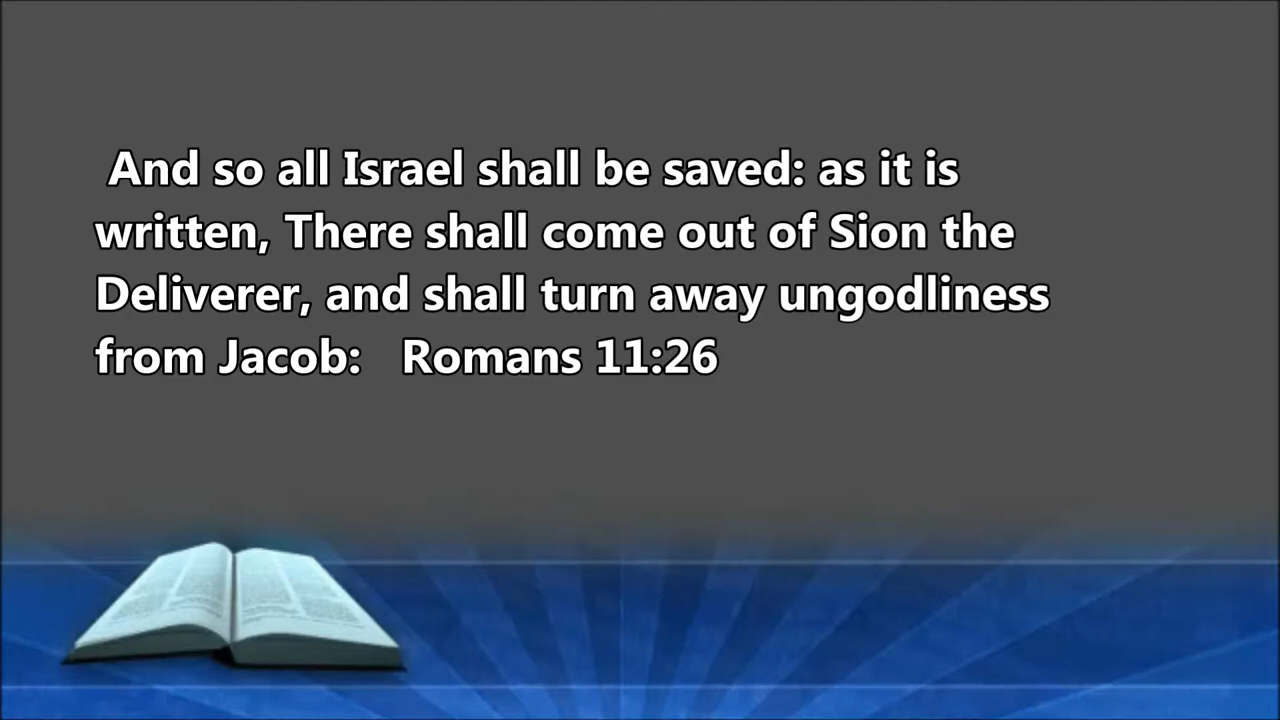 And so all Israel shall be saved: as it is
written, There shall come out of Sion the
Deliverer, and shall turn away ungodliness
from Jacob:   Romans 11:26